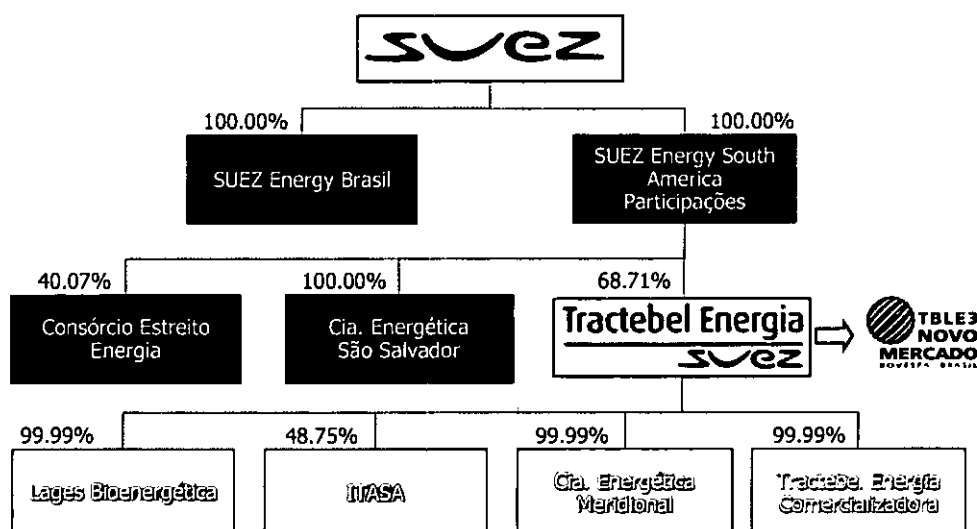 SUEZ
100.00%
100.00%
SUEZ Energy Brasil
SUEZ Energy South
America
Participações
40.07%
100.00%
68.71%
Consórcio Estreito
Energia
Cia. Energética
São Salvador
Tractebel Energia
SUEZ
TBLE3
NOVO
MERCADO
BOVESPA BRASIL
99.99%
48.75%
99.99%
99.99%
Lages Bioenergética
ITASA
Cia. Energética
Meridional
Energia
Comercializadora